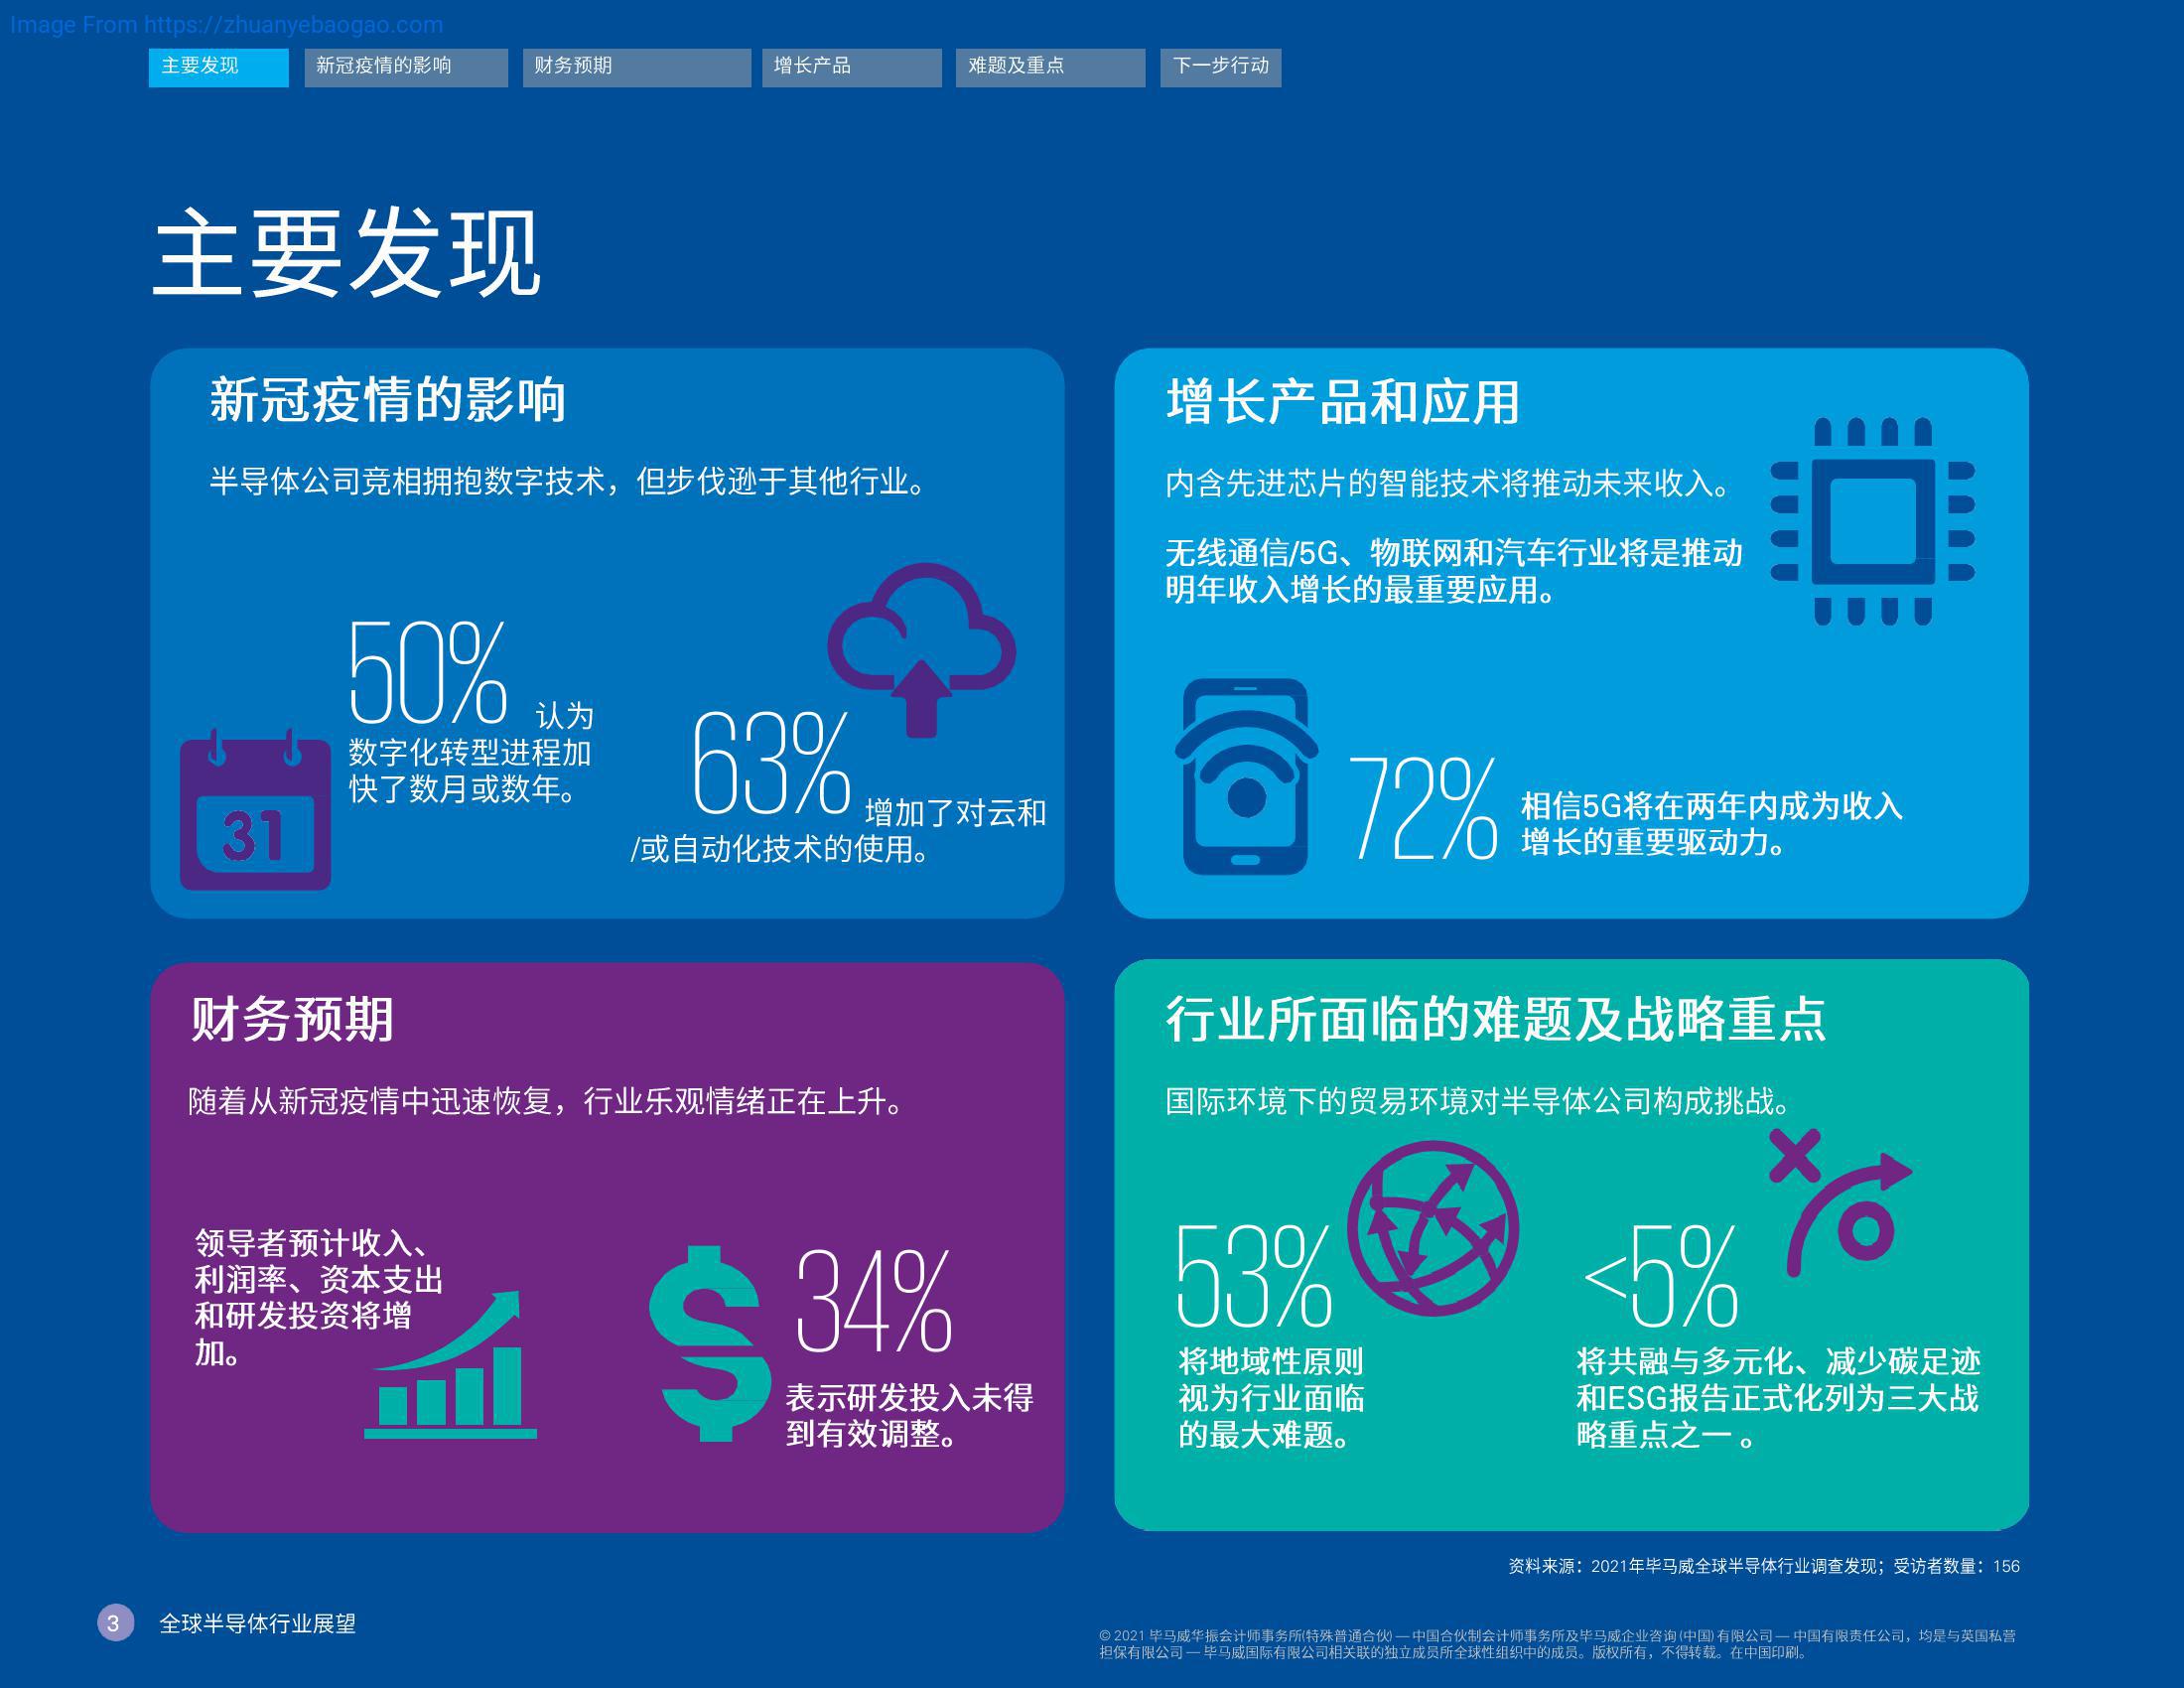 Image From https://zhuanyebaogao.com
主要发现
新冠疫情的影响
财务预期
增长产品
难题及重点
下一步行动
主要发现
新冠疫情的影响
半导体公司竞相拥抱数字技术，但步伐逊于其他行业。
50% 认为
数字化转型进程加
快了数月或数年。
31
63% 增加了对云和
/或自动化技术的使用。
增长产品和应用
内含先进芯片的智能技术将推动未来收入。
无线通信/5G、物联网和汽车行业将是推动
明年收入增长的最重要应用。
72%
相信5G将在两年内成为收入
增长的重要驱动力。
财务预期
随着从新冠疫情中迅速恢复，行业乐观情绪正在上升。
领导者预计收入、
利润率、资本支出
和研发投资将增
加。
34%
表示研发投入未得
到有效调整。
行业所面临的难题及战略重点
国际环境下的贸易环境对半导体公司构成挑战。
53%
将地域性原则
视为行业面临
的最大难题。
<5%
将共融与多元化、减少碳足迹
和ESG报告正式化列为三大战
略重点之一 。
资料来源：2021年毕马威全球半导体行业调查发现；受访者数量：156
3 全球半导体行业展望
© 2021 毕马威华振会计师事务所(特殊普通合伙) — 中国合伙制会计师事务所及毕马威企业咨询 (中国) 有限公司 — 中国有限责任公司，均是与英国私营
担保有限公司 — 毕马威国际有限公司相关联的独立成员所全球性组织中的成员。版权所有，不得转载。在中国印刷。